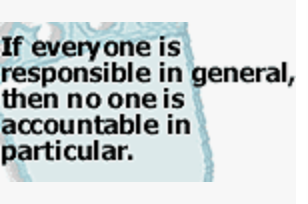 If everyone is
responsible in general,
then no one is
accountable in
particular.